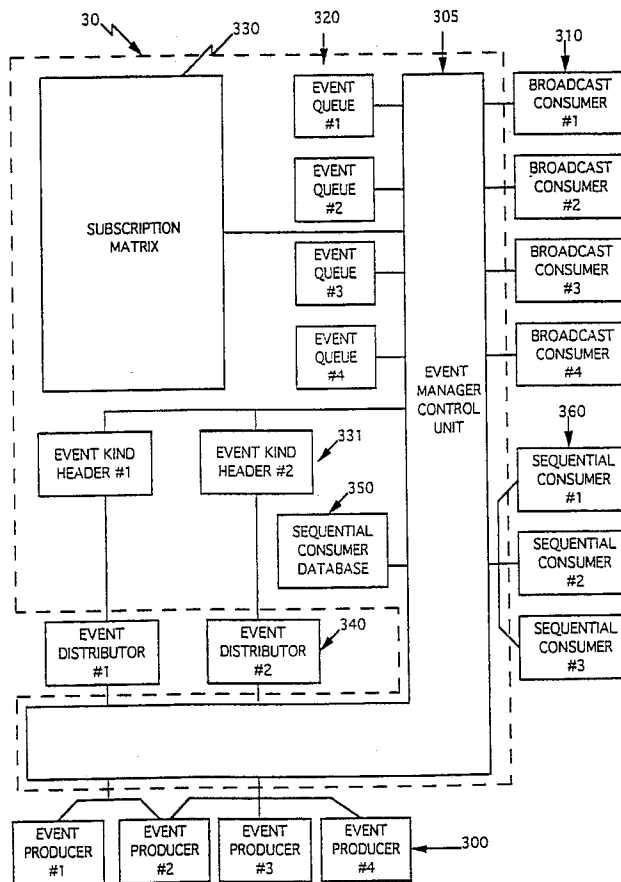 30
330
320
305
310
SUBSCRIPTION
MATRIX
EVENT
QUEUE
#1
EVENT
QUEUE
#2
EVENT
QUEUE
#3
EVENT
QUEUE
#4
EVENT
MANAGER
CONTROL
UNIT
BROADCAST
CONSUMER
#1
BROADCAST
CONSUMER
#2
BROADCAST
CONSUMER
#3
BROADCAST
CONSUMER
#4
EVENT KIND
HEADER #1
EVENT KIND
HEADER #2
331
350
SEQUENTIAL
CONSUMER
DATABASE
360
SEQUENTIAL
CONSUMER
#1
SEQUENTIAL
CONSUMER
#2
SEQUENTIAL
CONSUMER
#3
EVENT
DISTRIBUTOR
#1
EVENT
DISTRIBUTOR
#2
340
EVENT
PRODUCER
#1
EVENT
PRODUCER
#2
EVENT
PRODUCER
#3
EVENT
PRODUCER
#4
300